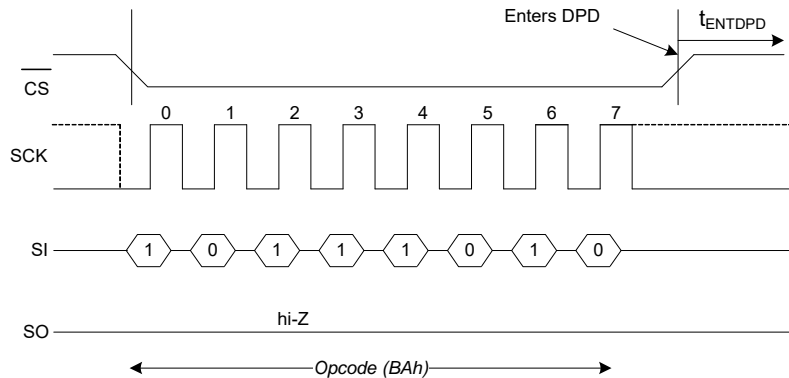 Enters DPD
tENTDPD
CS
0 1 2 3 4 5 6 7
SCK
SI 1 0 1 1 1 0 1 0
hi-Z
SO
Opcode (BAh)